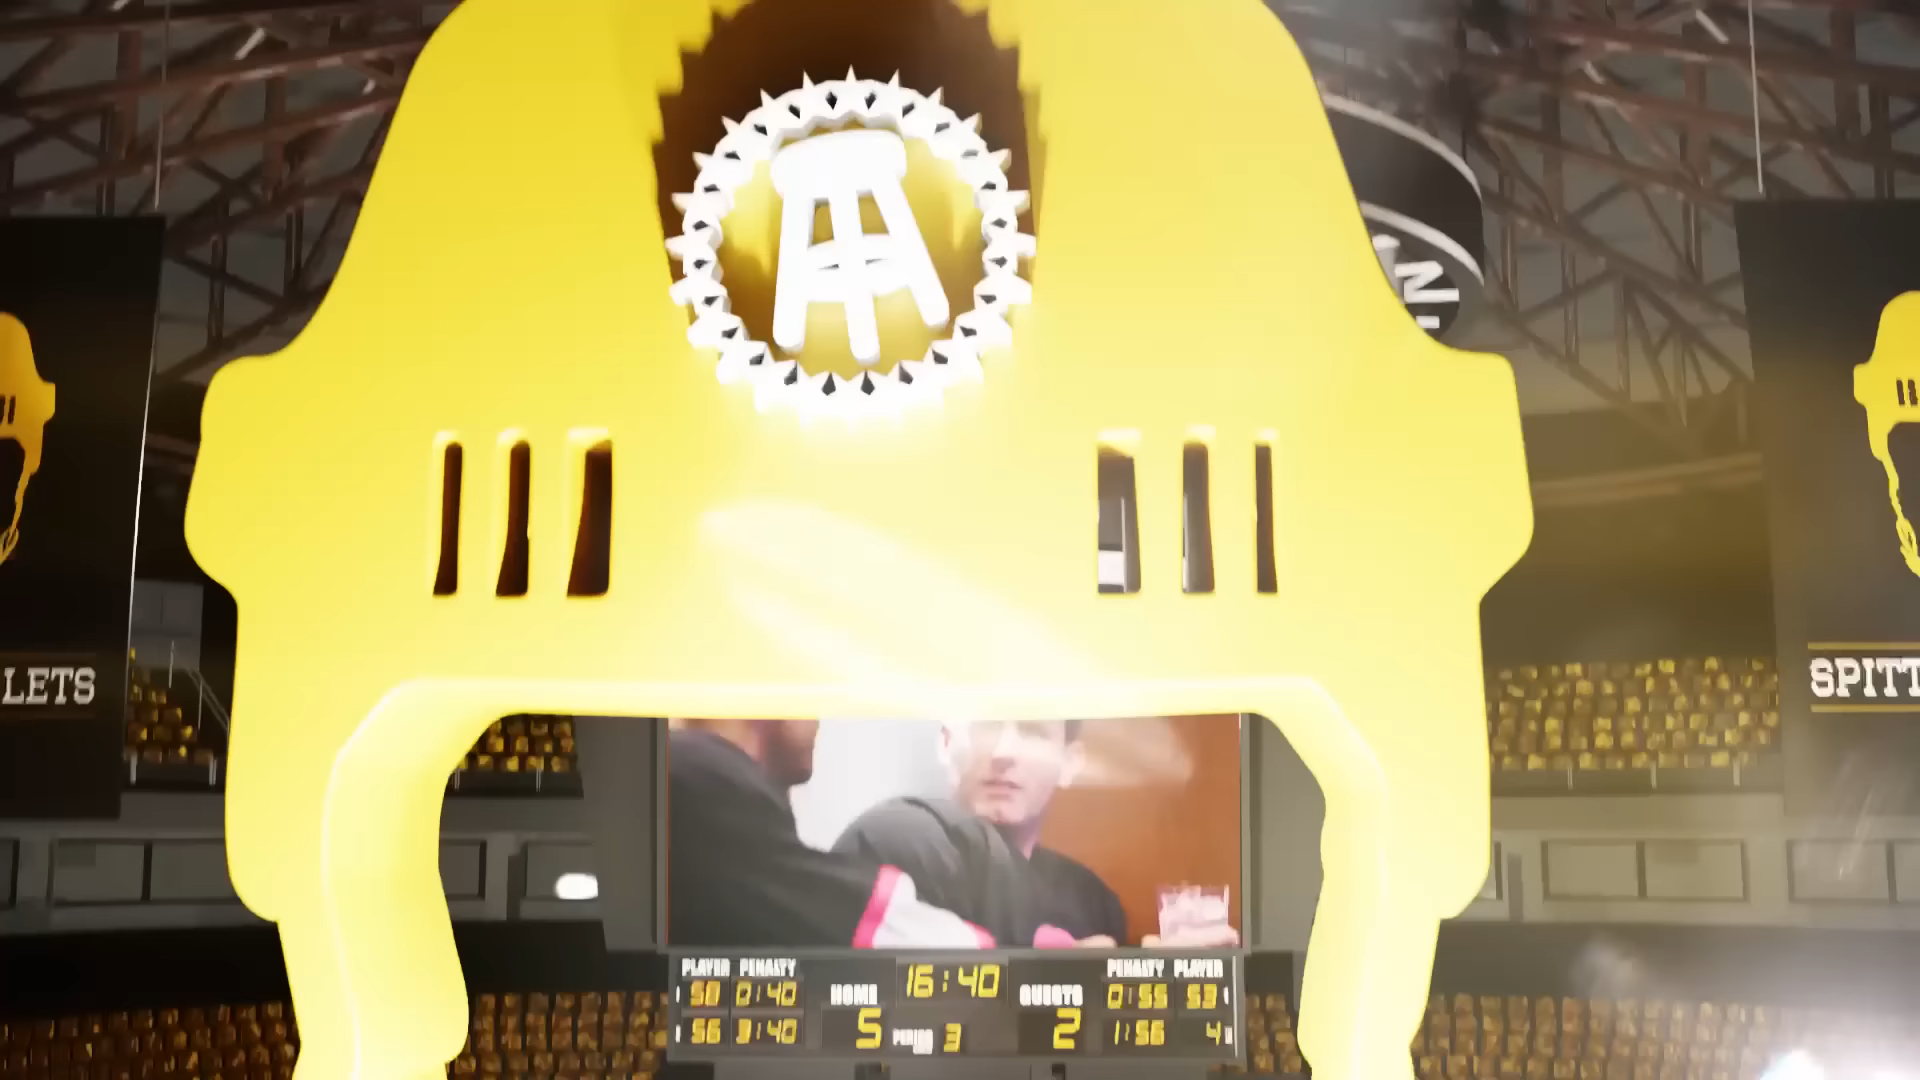 LETS
SPITT
PLAYER PENALTY
50 0:40
56 3:40
HOME
5
16:40
PERIOD 3
GUESTS
2
PENALTY PLAYER
0:55 53
1:56 4